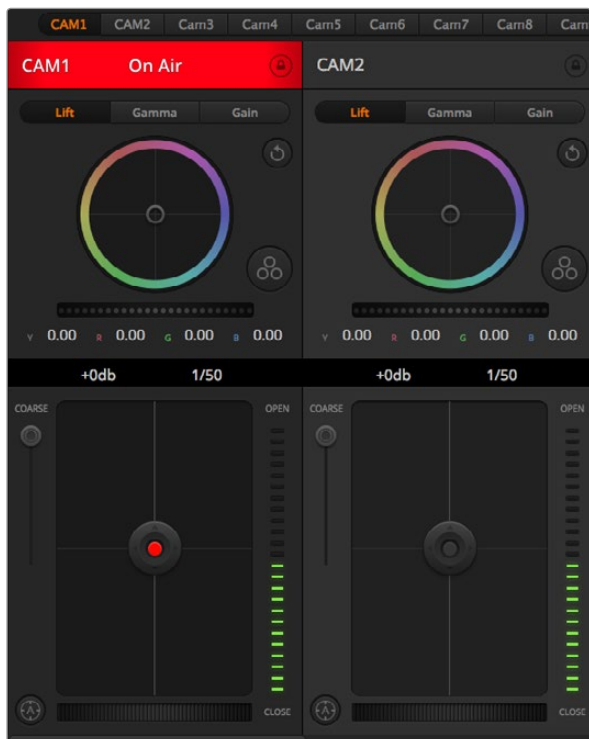 CAM1 CAM2 Cam3 Cam4 Cam5 Cam6 Cam7 Cam8 Cam
CAM1 On Air CAM2
Lift Gamma Gain Lift Gamma Gain
Y 0.00 R 0.00 G 0.00 B 0.00 Y 0.00 R 0.00 G 0.00 B 0.00
+0db 1/50 +0db 1/50
COARSE OPEN COARSE OPEN
A CLOSE A CLOSE